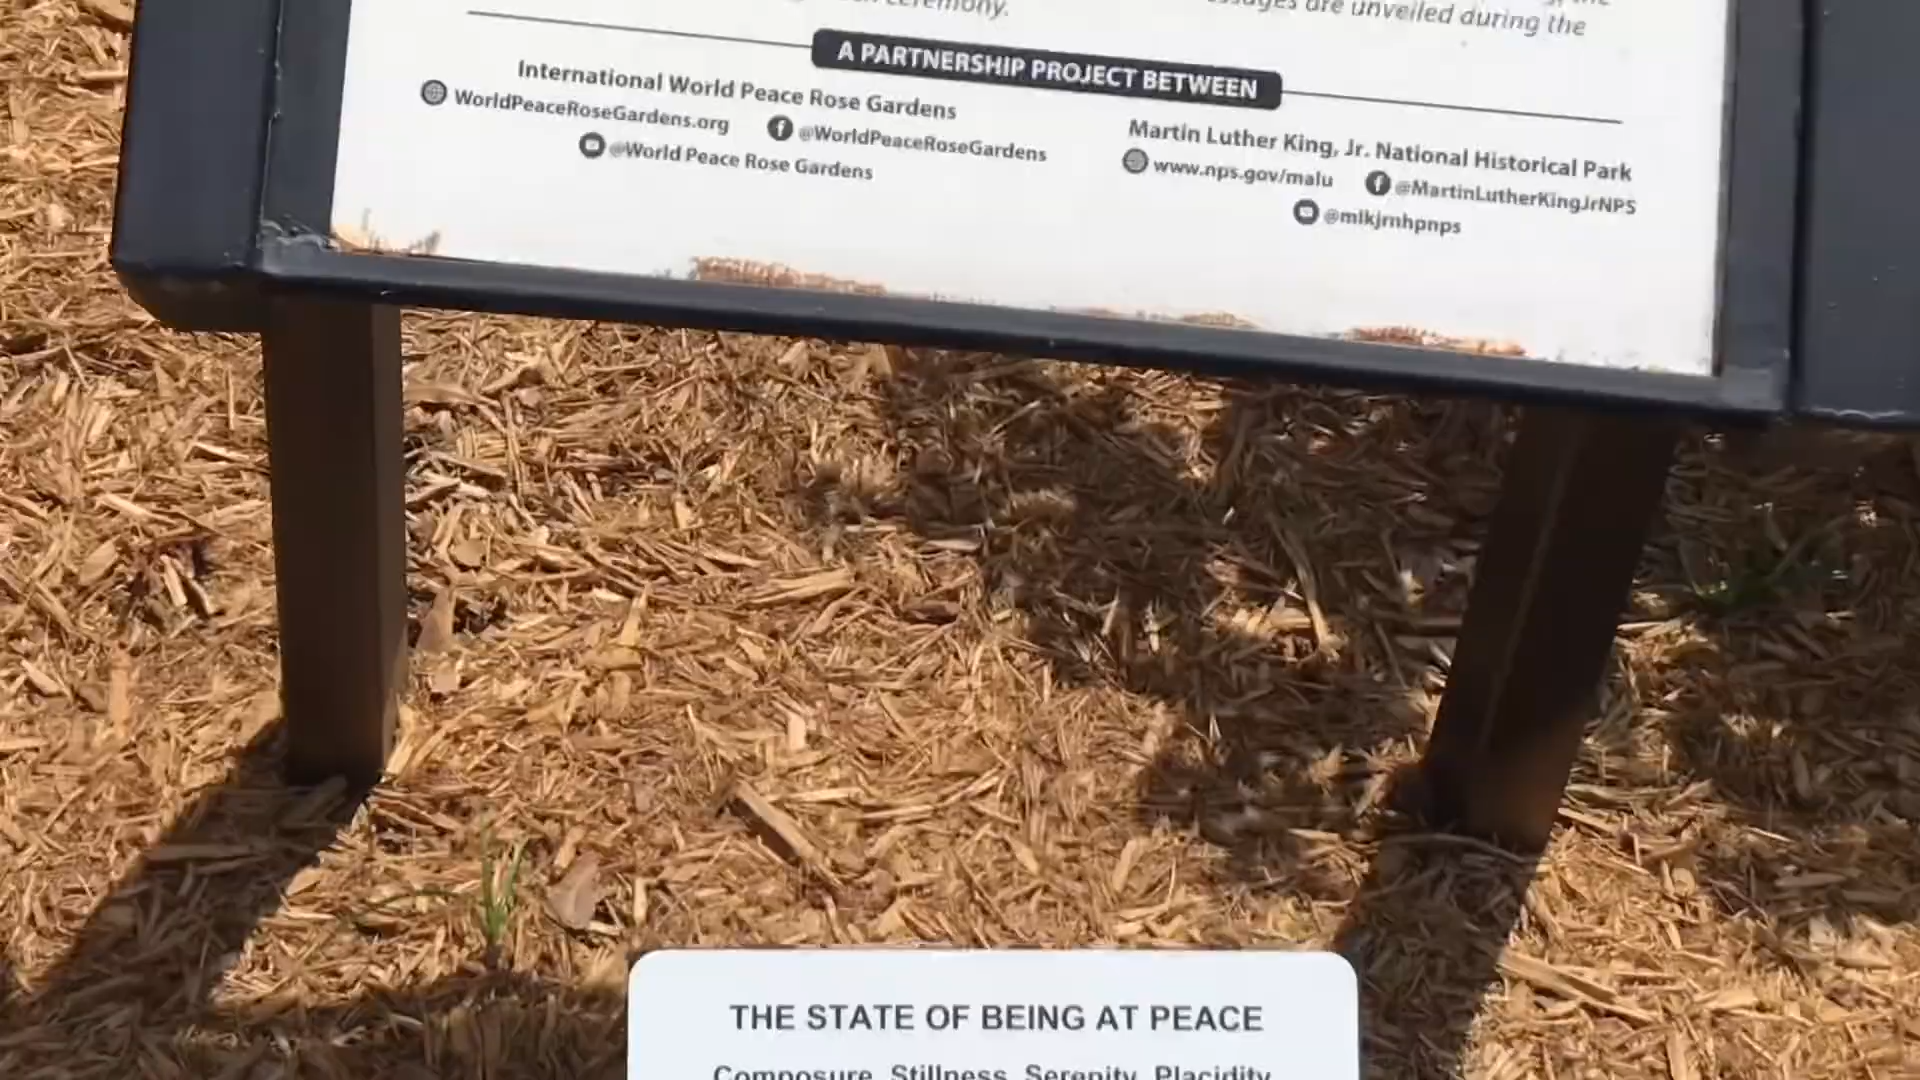 ceremony.
are unveiled during the
A PARTNERSHIP PROJECT BETWEEN
International World Peace Rose Gardens
WorldPeaceRoseGardens.org @WorldPeaceRoseGardens
@World Peace Rose Gardens
Martin Luther King, Jr. National Historical Park
www.nps.gov/malu @MartinLutherKingJrNPS
@mlkjrnhpnps
THE STATE OF BEING AT PEACE
Composure Stillness Serenity Placidity